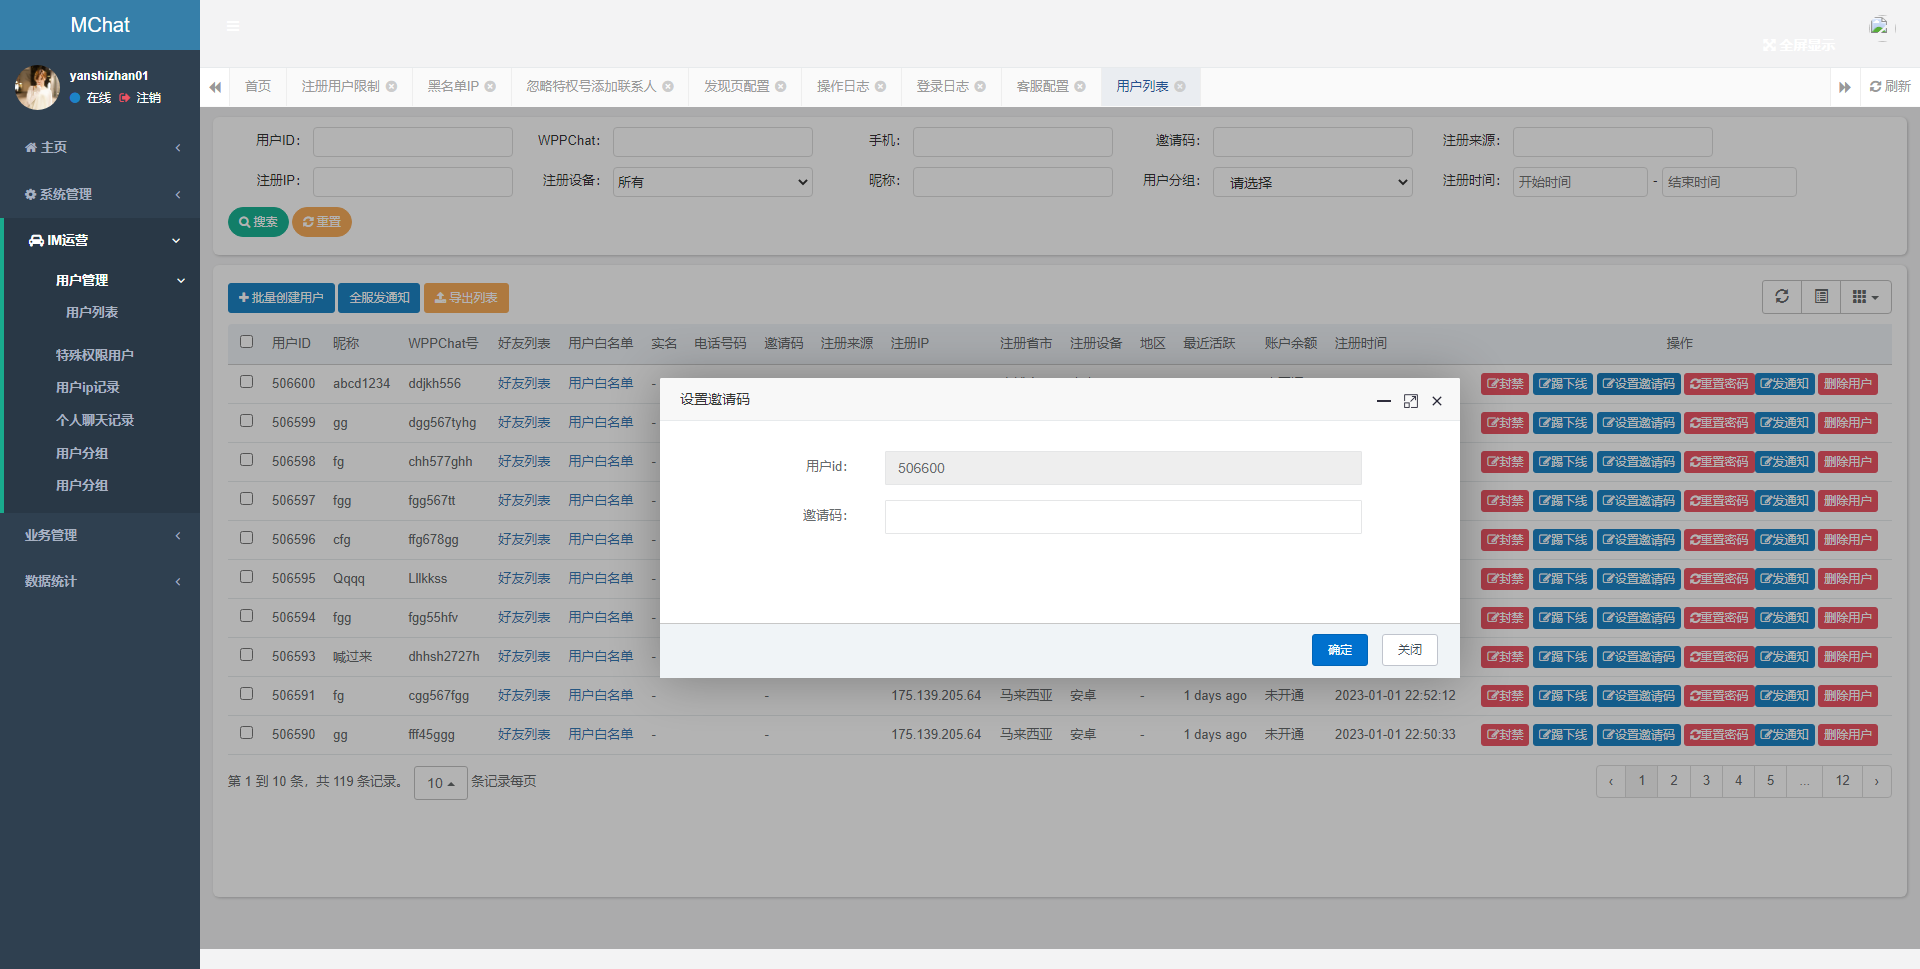 MChat
全屏显示
yanshizhan01
在线 注销
首页 注册用户限制 黑名单IP 忽略特权号添加联系人 发现页配置 操作日志 登录日志 客服配置 用户列表 刷新
主页
系统管理
IM运营
用户管理
用户列表
特殊权限用户
用户ip记录
个人聊天记录
用户分组
用户分组
业务管理
数据统计
用户ID: WPPChat: 手机: 邀请码: 注册来源:
注册IP: 注册设备: 所有 昵称: 用户分组: 请选择 注册时间: 开始时间 - 结束时间
搜索 重置
批量创建用户 全服发通知 导出列表
用户ID 昵称 WPPChat号 好友列表 用户白名单 实名 电话号码 邀请码 注册来源 注册IP 注册省市 注册设备 地区 最近活跃 账户余额 注册时间 操作
506600 abcd1234 ddjkh556 好友列表 用户白名单 - 封禁 踢下线 设置邀请码 重置密码 发通知 删除用户
506599 gg dgg567tyhg 好友列表 用户白名单 - 封禁 踢下线 设置邀请码 重置密码 发通知 删除用户
506598 fg chh577ghh 好友列表 用户白名单 - 封禁 踢下线 设置邀请码 重置密码 发通知 删除用户
506597 fgg fgg567tt 好友列表 用户白名单 - 封禁 踢下线 设置邀请码 重置密码 发通知 删除用户
506596 cfg ffg678gg 好友列表 用户白名单 - 封禁 踢下线 设置邀请码 重置密码 发通知 删除用户
506595 Qqqq Lllkkss 好友列表 用户白名单 - 封禁 踢下线 设置邀请码 重置密码 发通知 删除用户
506594 fgg fgg55hfv 好友列表 用户白名单 - 封禁 踢下线 设置邀请码 重置密码 发通知 删除用户
506593 喊过来 dhhsh2727h 好友列表 用户白名单 - 封禁 踢下线 设置邀请码 重置密码 发通知 删除用户
506591 fg cgg567fgg 好友列表 用户白名单 - - 175.139.205.64 马来西亚 安卓 - 1 days ago 未开通 2023-01-01 22:52:12 封禁 踢下线 设置邀请码 重置密码 发通知 删除用户
506590 gg fff45ggg 好友列表 用户白名单 - - 175.139.205.64 马来西亚 安卓 - 1 days ago 未开通 2023-01-01 22:50:33 封禁 踢下线 设置邀请码 重置密码 发通知 删除用户
第 1 到 10 条，共 119 条记录。 10 条记录每页 ‹ 1 2 3 4 5 ... 12 ›
设置邀请码
用户id: 506600
邀请码:
确定 关闭